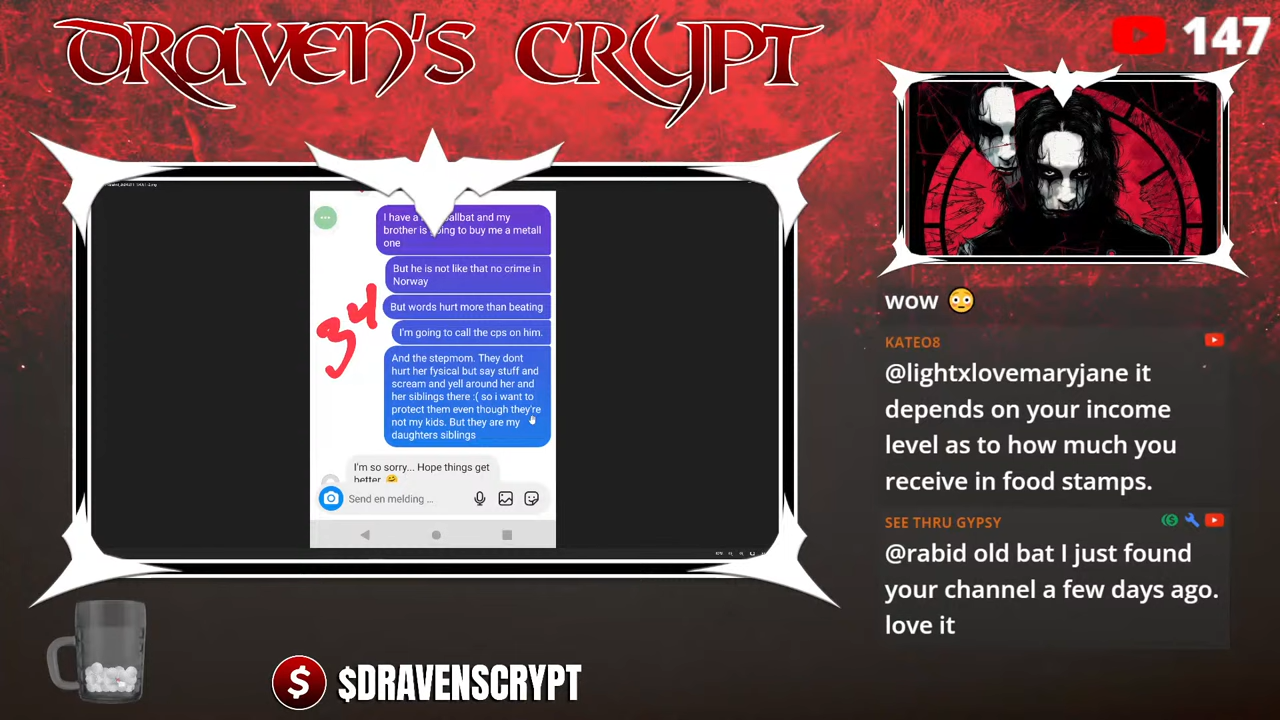 DRAVEN'S CRYPT
147
I have a
allbat and my
brother is going to buy me a metall
one
But he is not like that no crime in
Norway
But words hurt more than beating
I'm going to call the cps on him.
And the stepmom. They dont
hurt her fysical but say stuff and
scream and yell around her and
her siblings there :( so i want to
protect them even though they're
not my kids. But they are my
daughters siblings
34
I'm so sorry... Hope things get
better 🤗
Send en melding ...
wow 😳
KATEO8
@lightxlovemaryjane it
depends on your income
level as to how much you
receive in food stamps.
SEE THRU GYPSY
@rabid old bat I just found
your channel a few days ago.
love it
$ $DRAVENSCRYPT